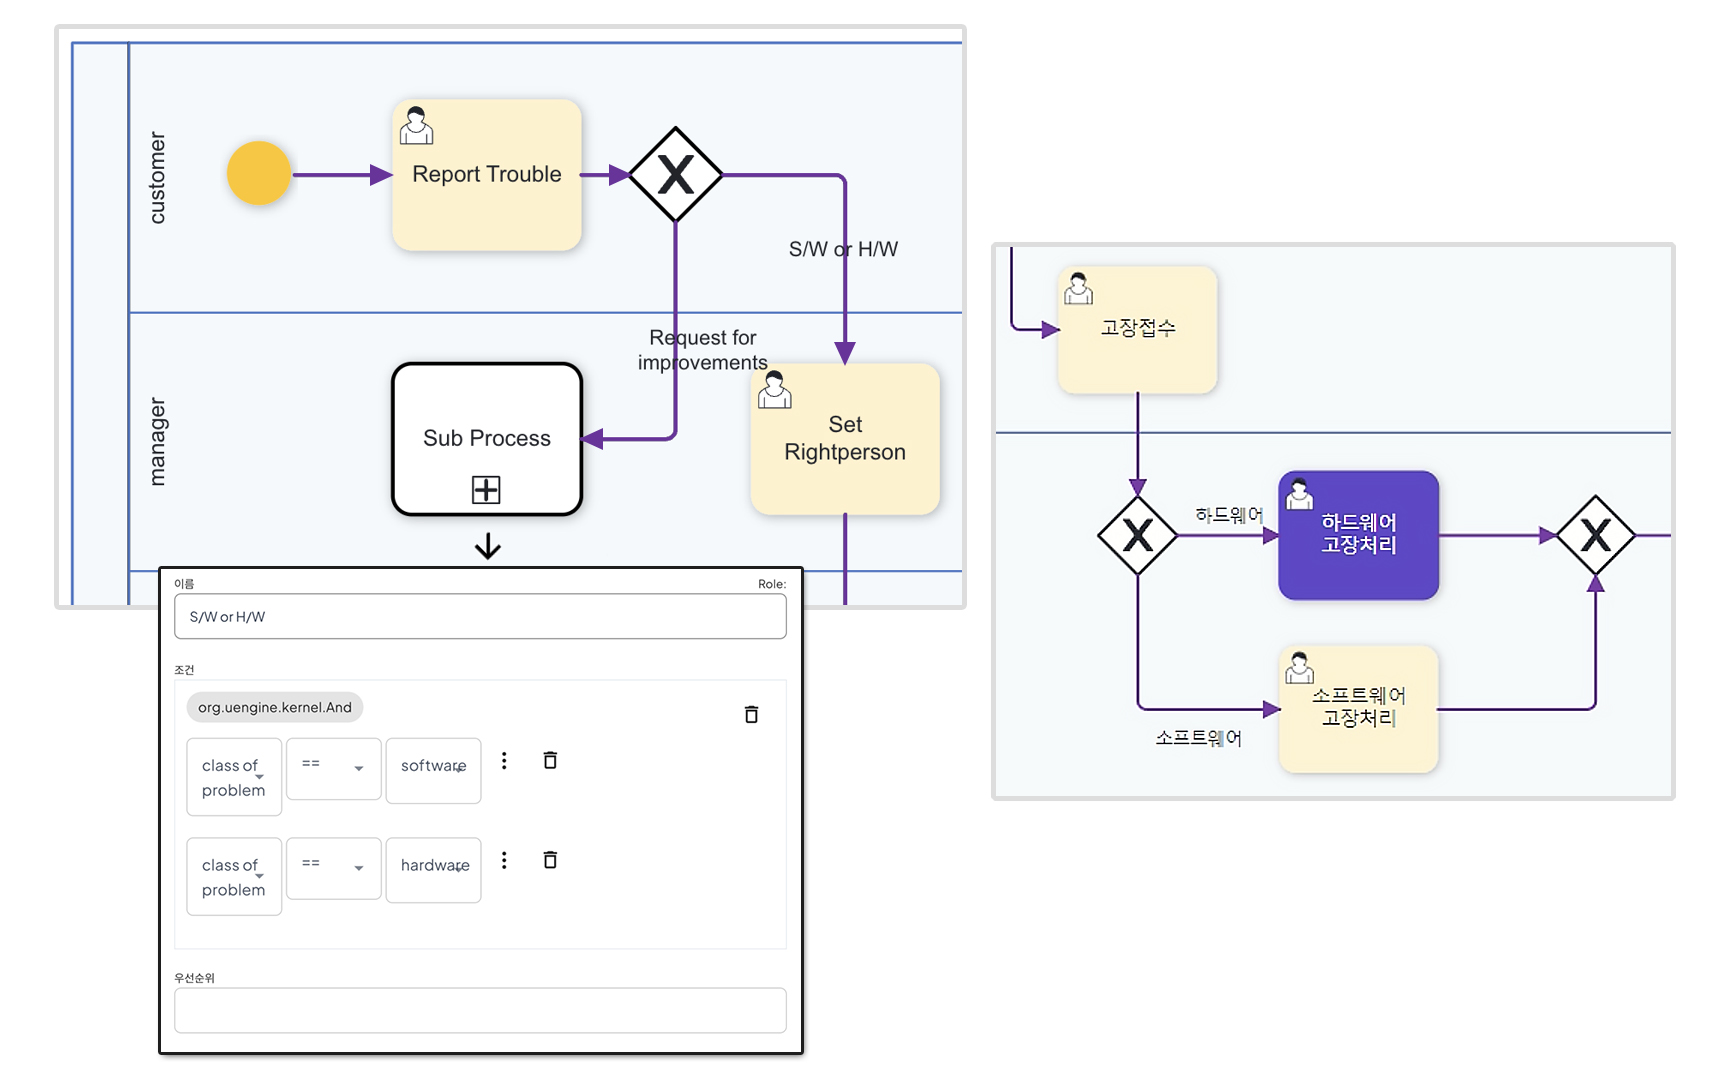 customer
Report Trouble
X
S/W or H/W
Request for
improvements
manager
Sub Process
Set
Rightperson
이름
Role:
S/W or H/W
조건
org.uengine.kernel.And
class of
problem
==
software
class of
problem
==
hardware
우선순위
고장접수
X
하드웨어
하드웨어
고장처리
X
소프트웨어
고장처리
소프트웨어